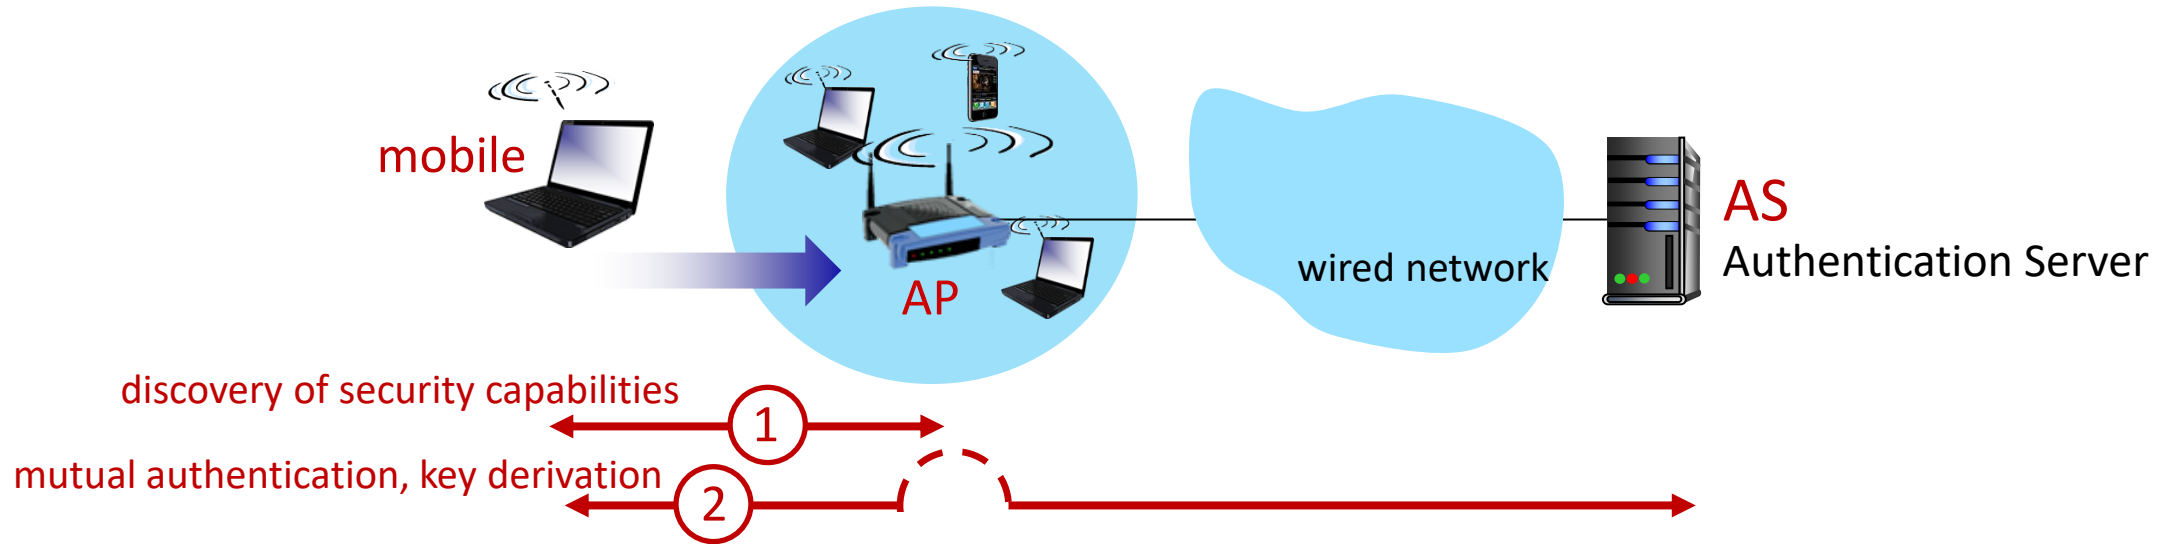 mobile
AP
wired network
AS
Authentication Server
discovery of security capabilities
1
mutual authentication, key derivation
2